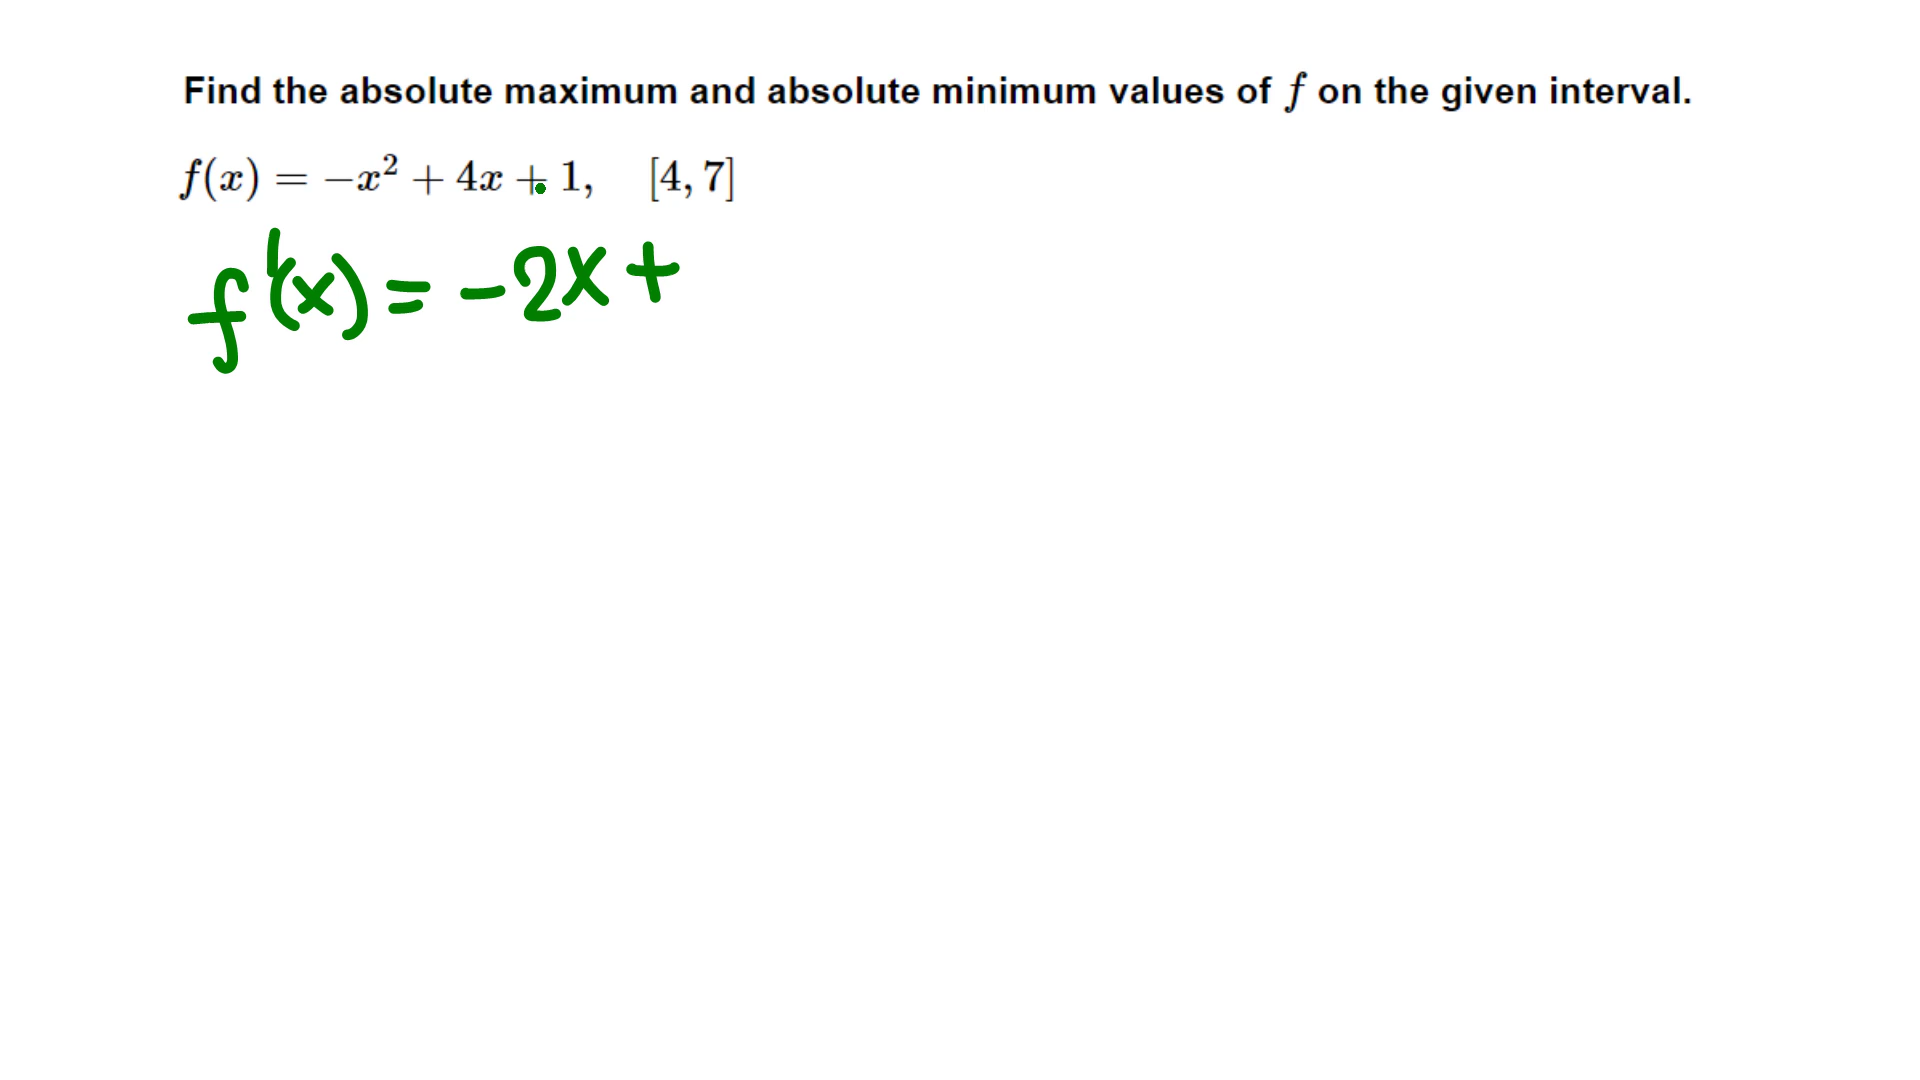 Find the absolute maximum and absolute minimum values of f on the given interval.
f(x) = −x² + 4x + 1, [4, 7]
f'(x) = -2x +